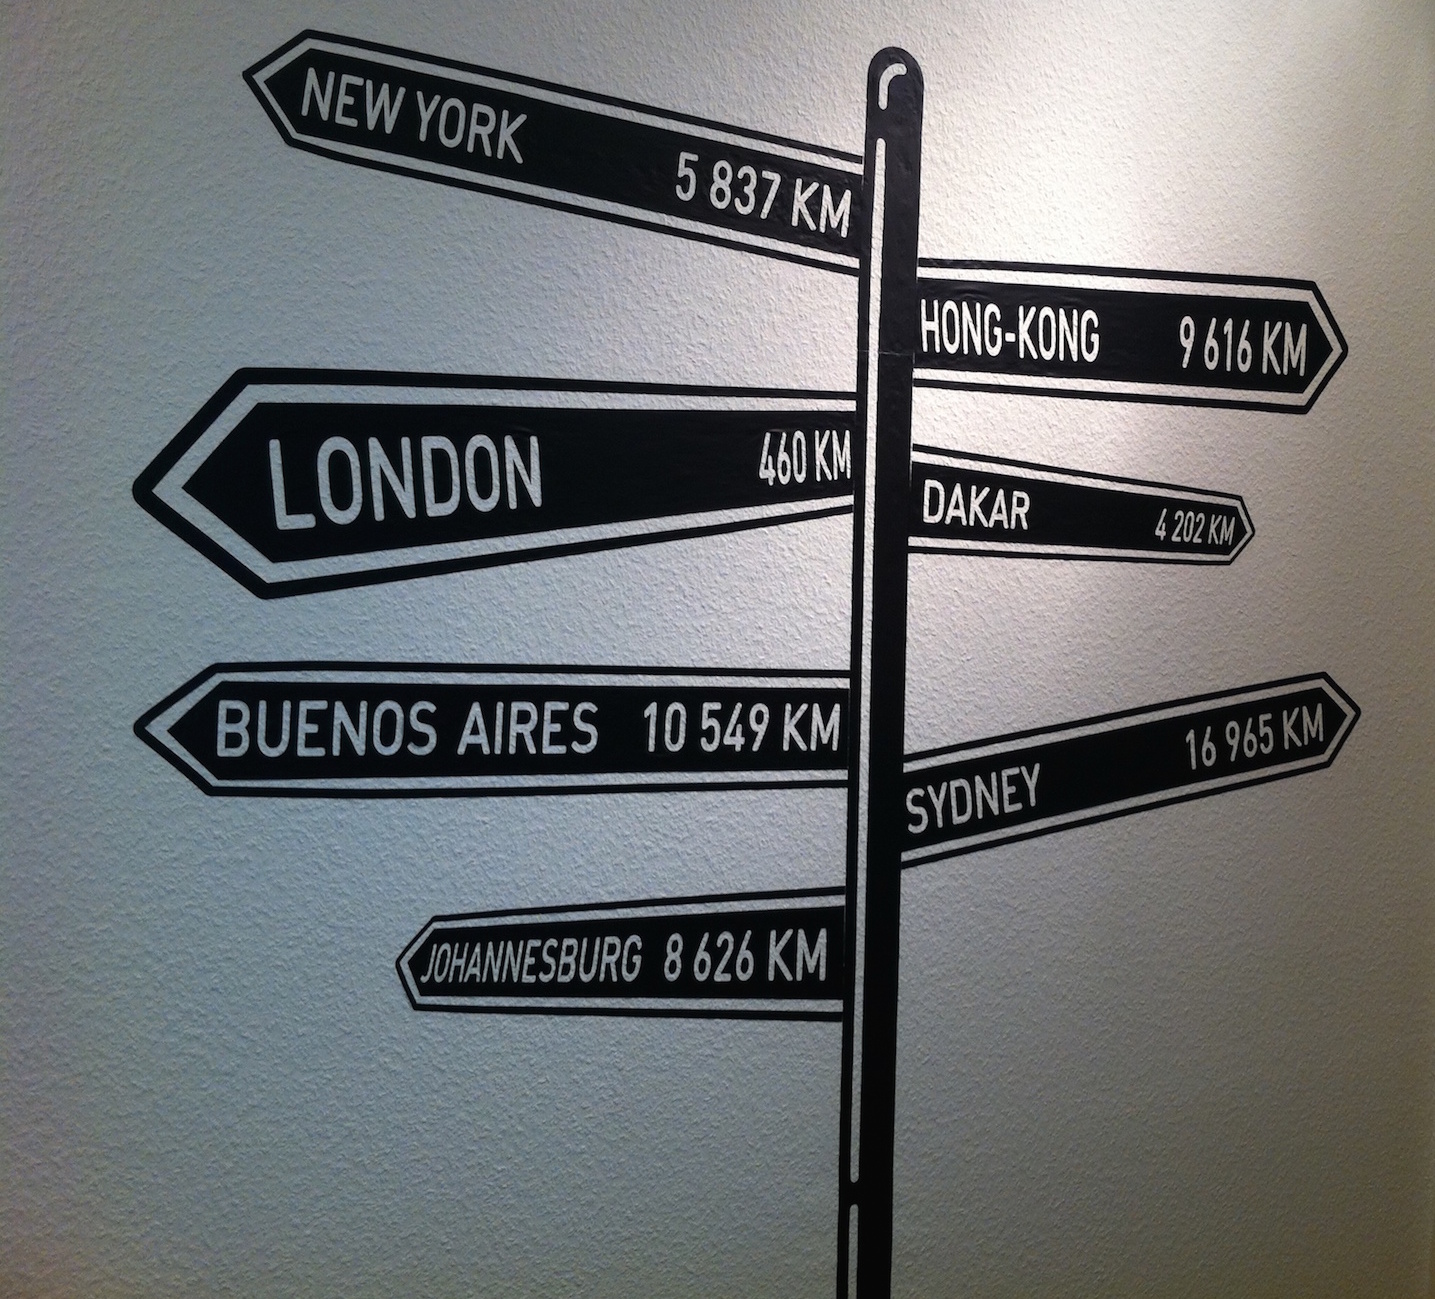 NEW YORK 5 837 KM
HONG-KONG 9 616 KM
LONDON 460 KM
DAKAR 4 202 KM
BUENOS AIRES 10 549 KM
SYDNEY 16 965 KM
JOHANNESBURG 8 626 KM